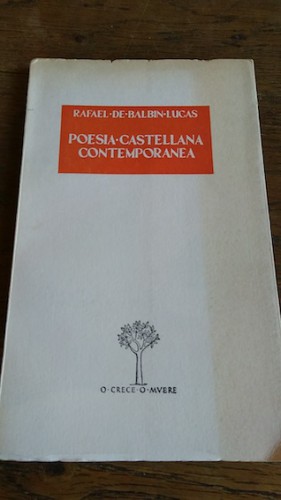 RAFAEL·DE·BALBIN·LUCAS
POESIA·CASTELLANA
CONTEMPORANEA
O·CRECE·O·MVERE